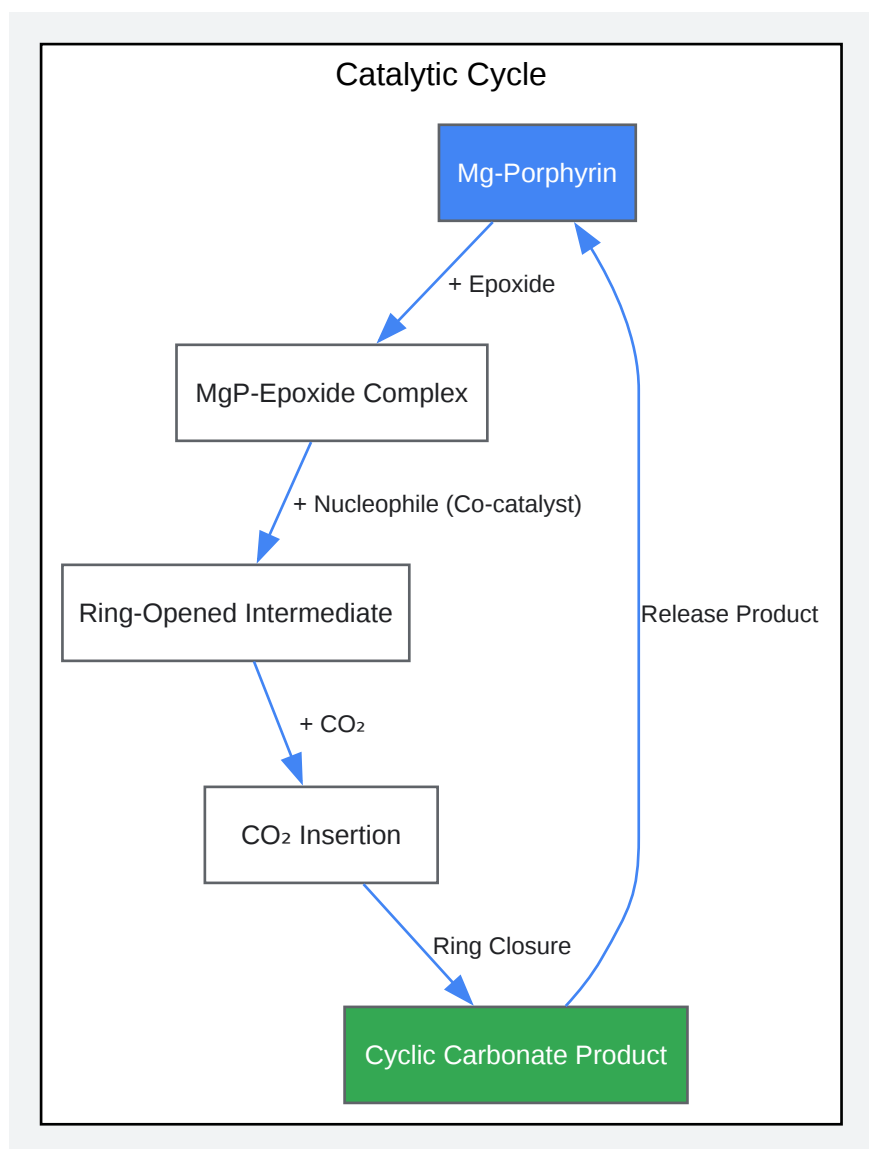 Catalytic Cycle
Mg-Porphyrin
+ Epoxide
MgP-Epoxide Complex
+ Nucleophile (Co-catalyst)
Ring-Opened Intermediate
Release Product
+ CO₂
CO₂ Insertion
Ring Closure
Cyclic Carbonate Product